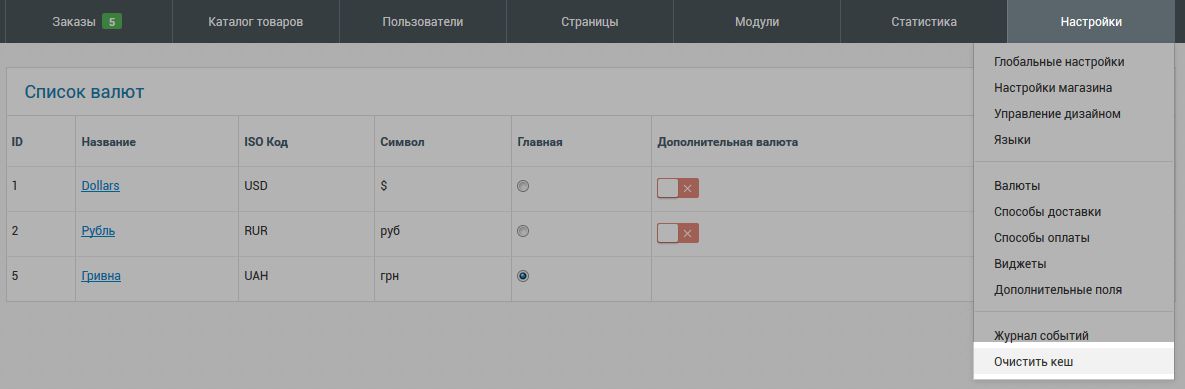 Заказы 5 Каталог товаров Пользователи Страницы Модули Статистика Настройки
Список валют
ID Название ISO Код Символ Главная Дополнительная валюта
1 Dollars USD $
2 Рубль RUR руб
5 Гривна UAH грн
Глобальные настройки
Настройки магазина
Управление дизайном
Языки
Валюты
Способы доставки
Способы оплаты
Виджеты
Дополнительные поля
Журнал событий
Очистить кеш